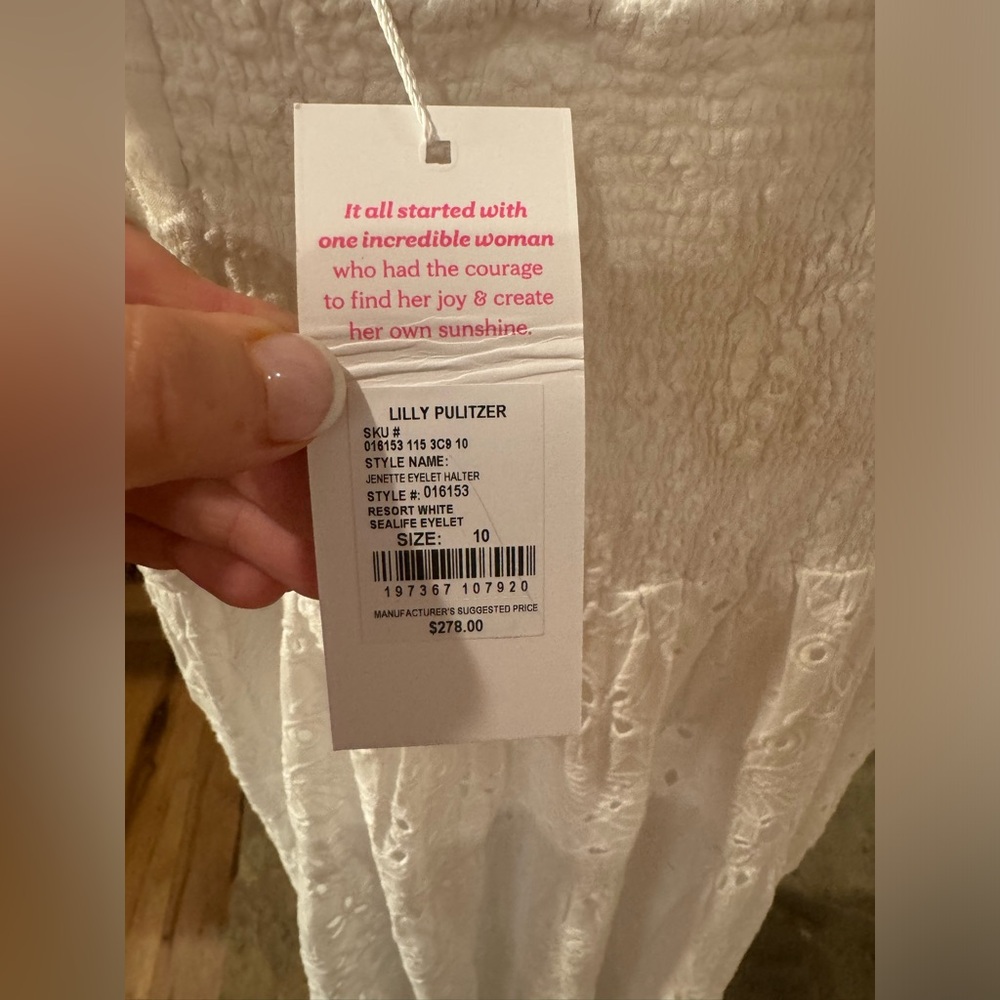 It all started with
one incredible woman
who had the courage
to find her joy & create
her own sunshine.
LILLY PULITZER
SKU #
016153 115 3C9 10
STYLE NAME:
JENETTE EYELET HALTER
STYLE #: 016153
RESORT WHITE
SEALIFE EYELET
SIZE: 10
197367 107920
MANUFACTURER'S SUGGESTED PRICE
$278.00